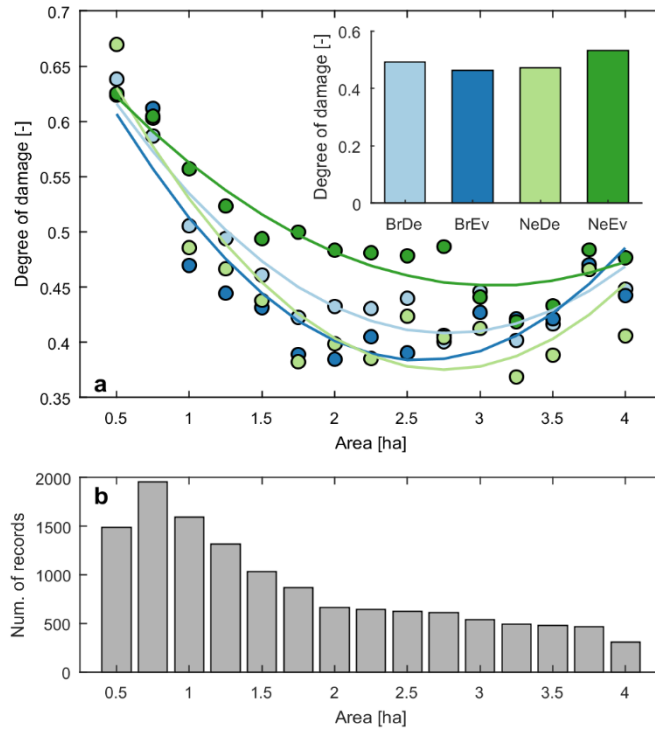 0.7
0.65
0.6
0.55
0.5
0.45
0.4
0.35
Degree of damage [-]
a
0.5 1 1.5 2 2.5 3 3.5 4
Area [ha]
0.6
0.4
0.2
0
Degree of damage [-]
BrDe BrEv NeDe NeEv
2000
1500
1000
500
0
Num. of records
b
0.5 1 1.5 2 2.5 3 3.5 4
Area [ha]